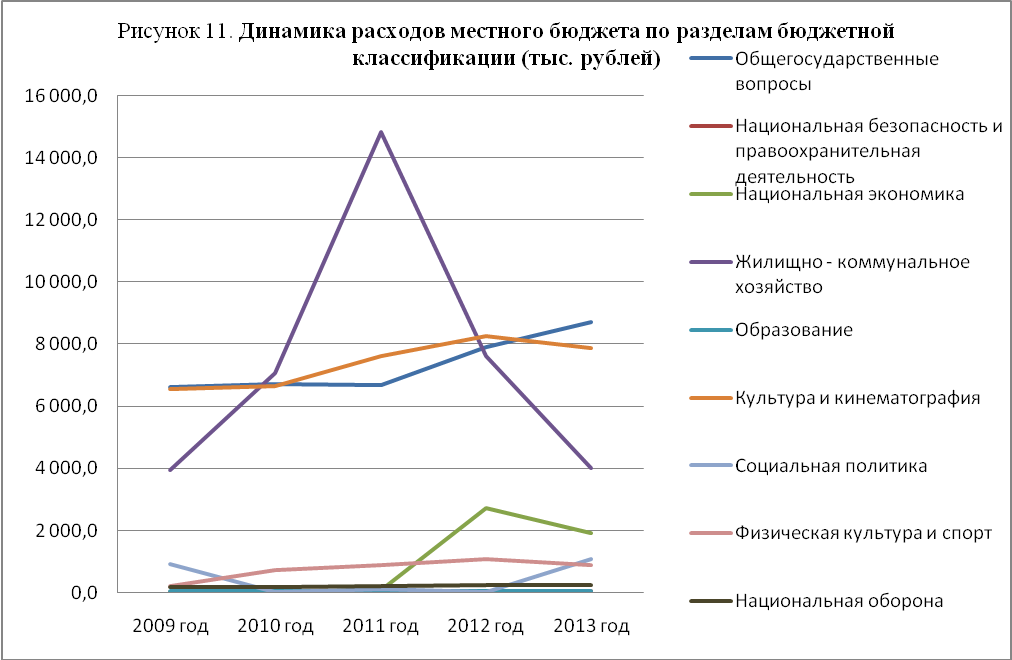 Рисунок 11. Динамика расходов местного бюджета по разделам бюджетной
классификации (тыс. рублей)
16 000,0
14 000,0
12 000,0
10 000,0
8 000,0
6 000,0
4 000,0
2 000,0
0,0
2009 год
2010 год
2011 год
2012 год
2013 год
Общегосударственные
вопросы
Национальная безопасность и
правоохранительная
деятельность
Национальная экономика
Жилищно - коммунальное
хозяйство
Образование
Культура и кинематография
Социальная политика
Физическая культура и спорт
Национальная оборона